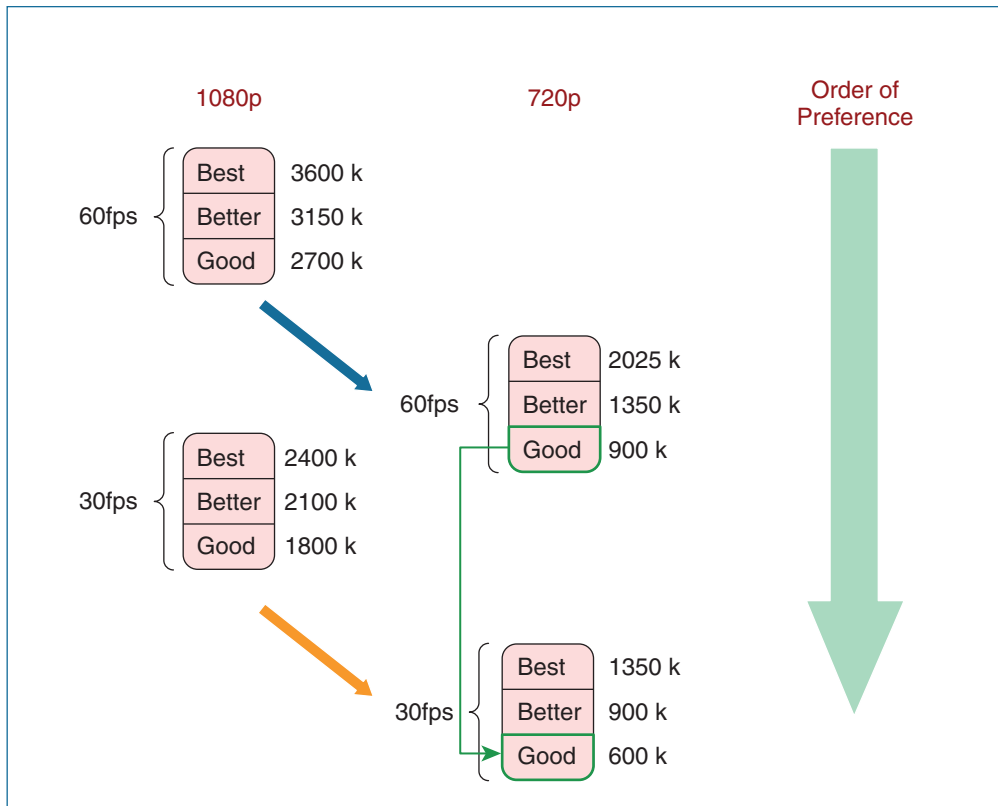 1080p
720p
Order of
Preference
60fps
Best 3600 k
Better 3150 k
Good 2700 k
60fps
Best 2025 k
Better 1350 k
Good 900 k
30fps
Best 2400 k
Better 2100 k
Good 1800 k
30fps
Best 1350 k
Better 900 k
Good 600 k